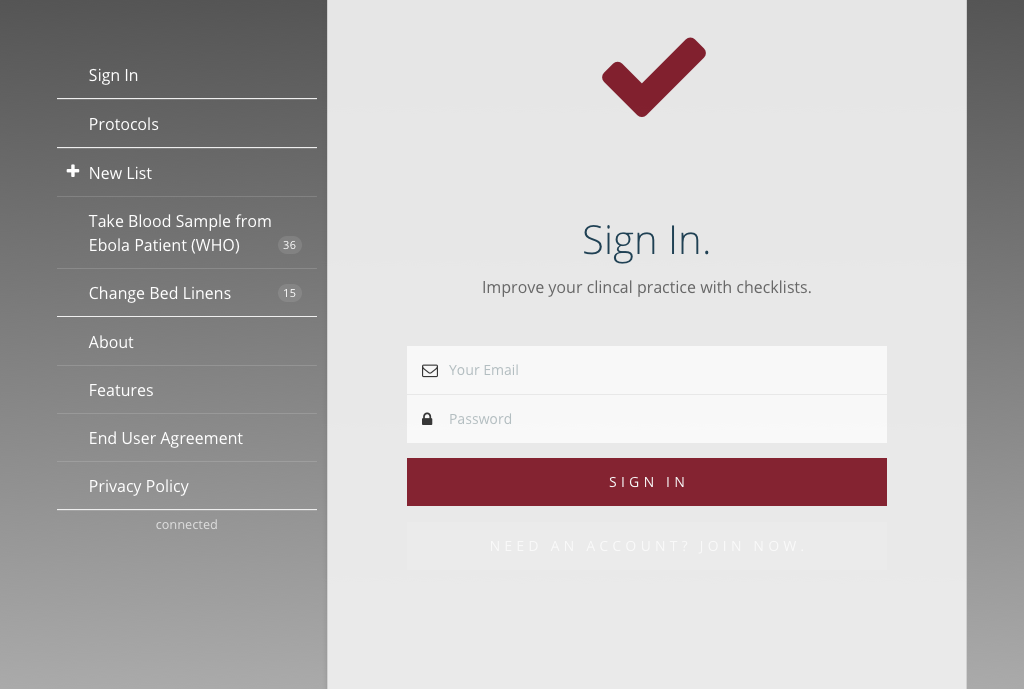 Sign In
Protocols
New List
Take Blood Sample from
Ebola Patient (WHO) 36
Change Bed Linens 15
About
Features
End User Agreement
Privacy Policy
connected
Sign In.
Improve your clincal practice with checklists.
Your Email
Password
SIGN IN
NEED AN ACCOUNT? JOIN NOW.